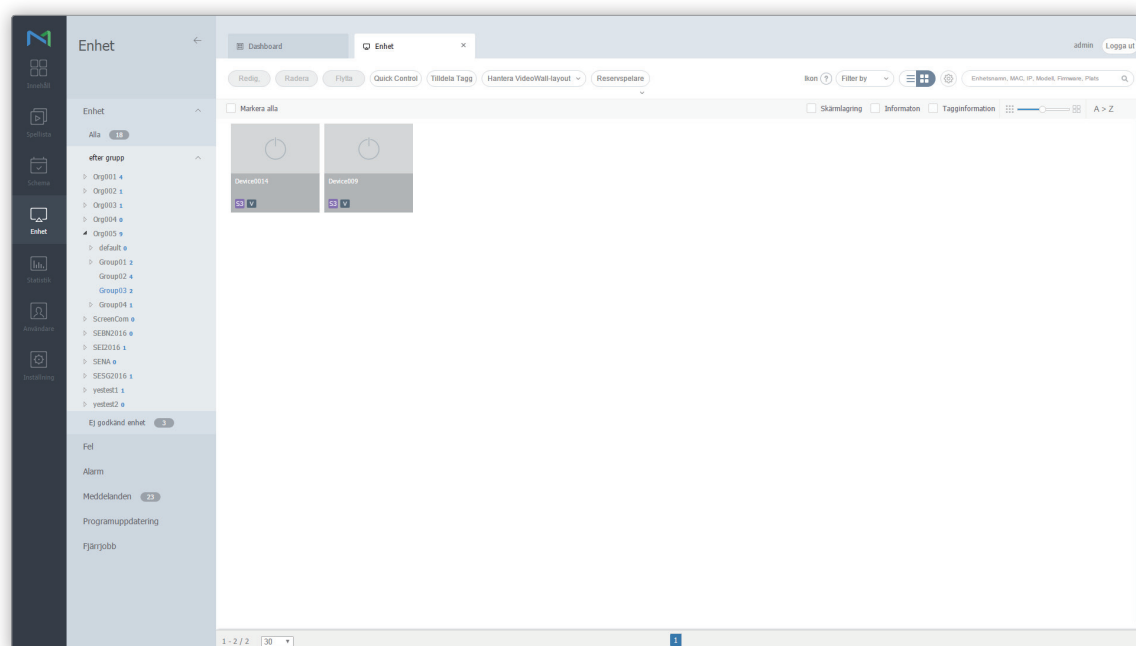 Enhet
Dashboard
Enhet
admin
Logga ut
Innehåll
Redig.
Radera
Flytta
Quick Control
Tilldela Tagg
Hantera VideoWall-layout
Reservspelare
Ikon
Filter by
Enhetsnamn, MAC, IP, Modell, Firmware, Plats
Enhet
Markera alla
Skärmlagring
Informaton
Tagginformation
A > Z
Spellista
Alla 18
efter grupp
Schema
Org001 4
Org002 1
Org003 1
Org004 0
Org005 9
default 0
Group01 2
Group02 4
Group03 2
Group04 1
ScreenCom 0
SEBN2016 0
SEI2016 1
SENA 0
SESG2016 1
yestest1 1
yestest2 0
Device0014
Device009
S3 V
S3 V
Enhet
Statistik
Användare
Inställning
Ej godkänd enhet 3
Fel
Alarm
Meddelanden 23
Programuppdatering
Fjärrjobb
1 - 2 / 2
30
1